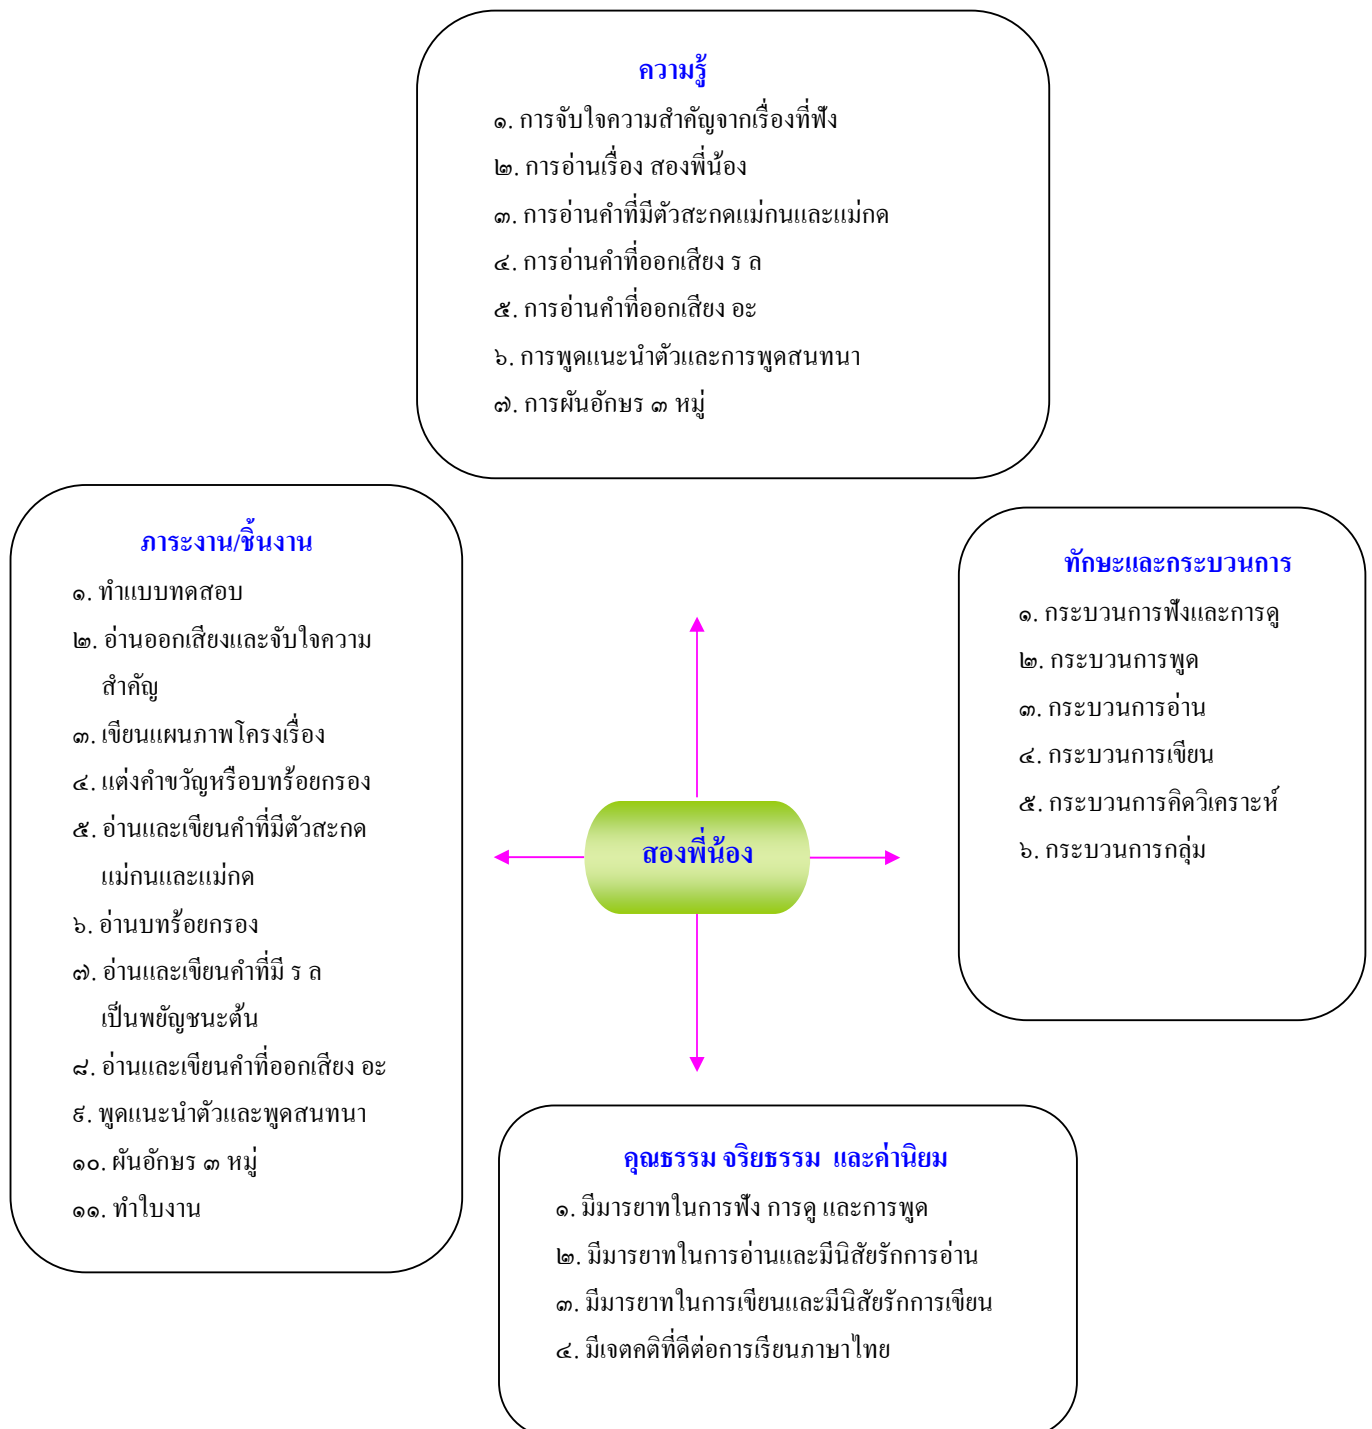 ความรู้
๑. การจับใจความสำคัญจากเรื่องที่ฟัง
๒. การอ่านเรื่อง สองพี่น้อง
๓. การอ่านคำที่มีตัวสะกดแม่กนและแม่กด
๔. การอ่านคำที่ออกเสียง ร ล
๕. การอ่านคำที่ออกเสียง อะ
๖. การพูดแนะนำตัวและการพูดสนทนา
๗. การผันอักษร ๓ หมู่
ภาระงาน/ชิ้นงาน
๑. ทำแบบทดสอบ
๒. อ่านออกเสียงและจับใจความ
สำคัญ
๓. เขียนแผนภาพโครงเรื่อง
๔. แต่งคำขวัญหรือบทร้อยกรอง
๕. อ่านและเขียนคำที่มีตัวสะกด
แม่กนและแม่กด
๖. อ่านบทร้อยกรอง
๗. อ่านและเขียนคำที่มี ร ล
เป็นพยัญชนะต้น
๘. อ่านและเขียนคำที่ออกเสียง อะ
๙. พูดแนะนำตัวและพูดสนทนา
๑๐. ผันอักษร ๓ หมู่
๑๑. ทำใบงาน
สองพี่น้อง
ทักษะและกระบวนการ
๑. กระบวนการฟังและการดู
๒. กระบวนการพูด
๓. กระบวนการอ่าน
๔. กระบวนการเขียน
๕. กระบวนการคิดวิเคราะห์
๖. กระบวนการกลุ่ม
คุณธรรม จริยธรรม และค่านิยม
๑. มีมารยาทในการฟัง การดู และการพูด
๒. มีมารยาทในการอ่านและมีนิสัยรักการอ่าน
๓. มีมารยาทในการเขียนและมีนิสัยรักการเขียน
๔. มีเจตคติที่ดีต่อการเรียนภาษาไทย